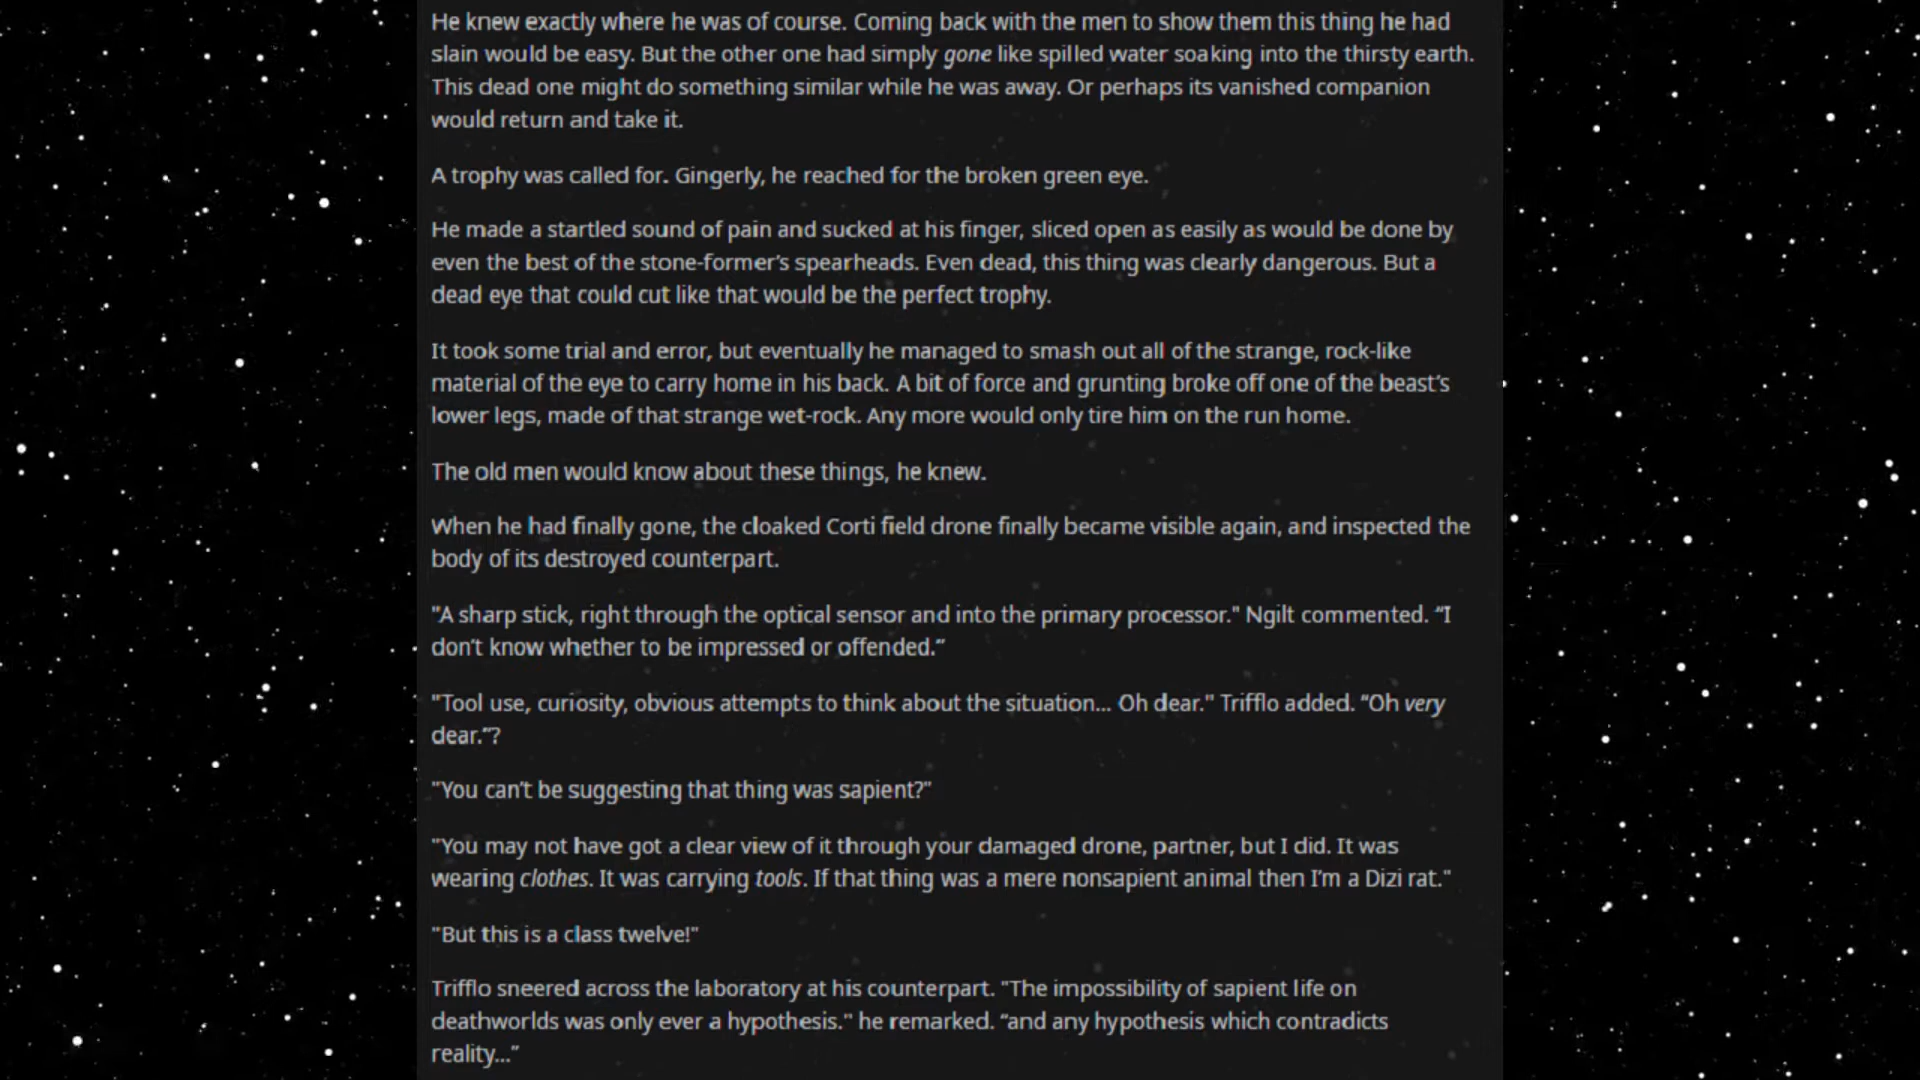 He knew exactly where he was of course. Coming back with the men to show them this thing he had
slain would be easy. But the other one had simply gone like spilled water soaking into the thirsty earth.
This dead one might do something similar while he was away. Or perhaps its vanished companion
would return and take it.
A trophy was called for. Gingerly, he reached for the broken green eye.
He made a startled sound of pain and sucked at his finger, sliced open as easily as would be done by
even the best of the stone-former’s spearheads. Even dead, this thing was clearly dangerous. But a
dead eye that could cut like that would be the perfect trophy.
It took some trial and error, but eventually he managed to smash out all of the strange, rock-like
material of the eye to carry home in his back. A bit of force and grunting broke off one of the beast’s
lower legs, made of that strange wet-rock. Any more would only tire him on the run home.
The old men would know about these things, he knew.
When he had finally gone, the cloaked Corti field drone finally became visible again, and inspected the
body of its destroyed counterpart.
"A sharp stick, right through the optical sensor and into the primary processor." Ngilt commented. “I
don’t know whether to be impressed or offended.”
"Tool use, curiosity, obvious attempts to think about the situation... Oh dear." Trifflo added. “Oh very
dear.”?
"You can’t be suggesting that thing was sapient?"
"You may not have got a clear view of it through your damaged drone, partner, but I did. It was
wearing clothes. It was carrying tools. If that thing was a mere nonsapient animal then I’m a Dizi rat."
"But this is a class twelve!"
Trifflo sneered across the laboratory at his counterpart. "The impossibility of sapient life on
deathworlds was only ever a hypothesis." he remarked. “and any hypothesis which contradicts
reality...”